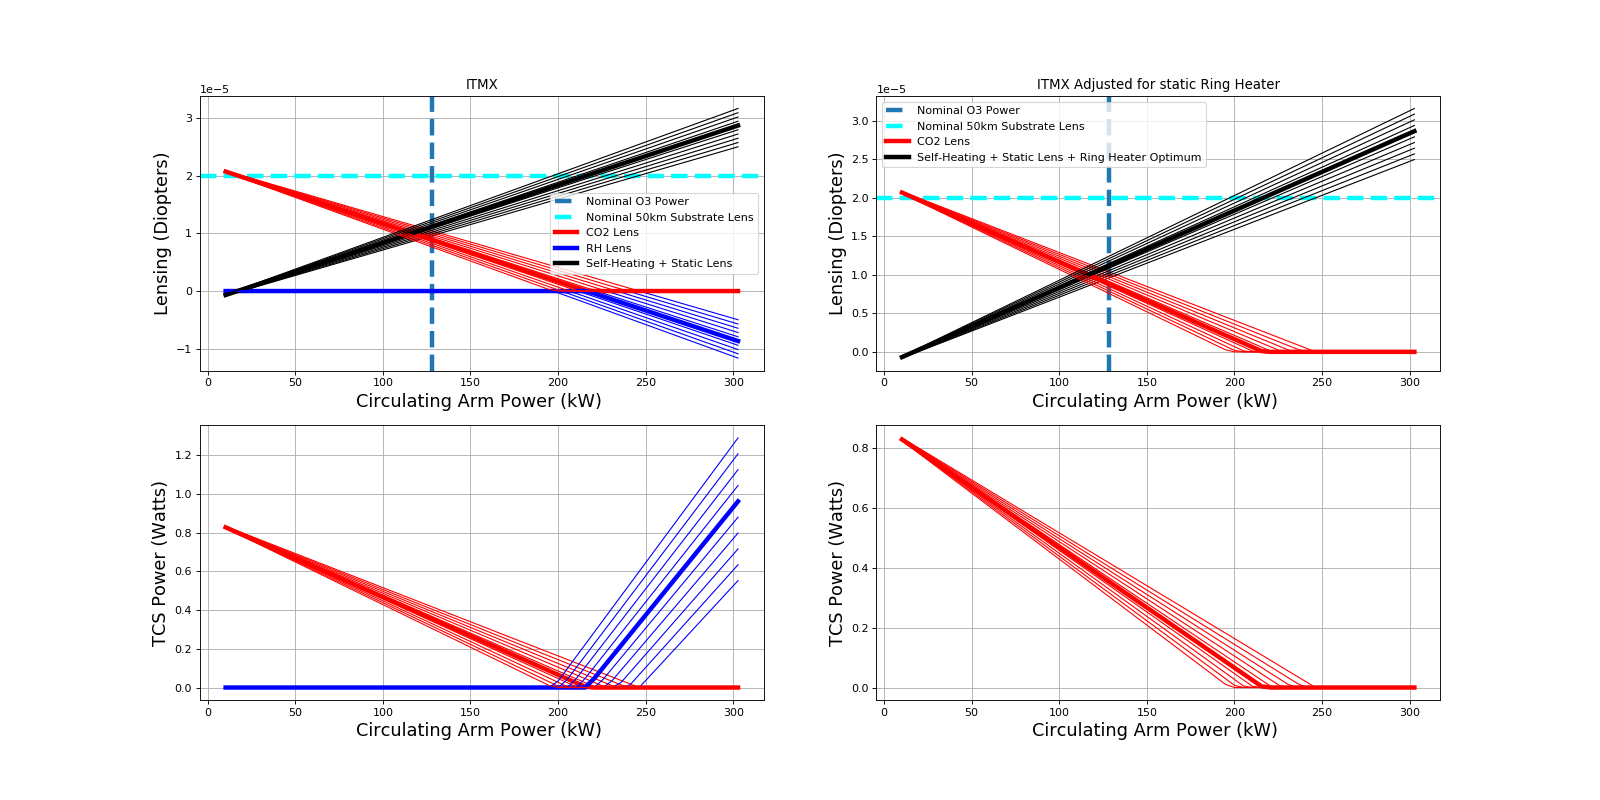 ITMX
1e−5
Lensing (Diopters)
3
2
1
0
−1
Nominal O3 Power
Nominal 50km Substrate Lens
CO2 Lens
RH Lens
Self-Heating + Static Lens
0 50 100 150 200 250 300
Circulating Arm Power (kW)
ITMX Adjusted for static Ring Heater
1e−5
Lensing (Diopters)
3.0
2.5
2.0
1.5
1.0
0.5
0.0
Nominal O3 Power
Nominal 50km Substrate Lens
CO2 Lens
Self-Heating + Static Lens + Ring Heater Optimum
0 50 100 150 200 250 300
Circulating Arm Power (kW)
TCS Power (Watts)
1.2
1.0
0.8
0.6
0.4
0.2
0.0
0 50 100 150 200 250 300
Circulating Arm Power (kW)
TCS Power (Watts)
0.8
0.6
0.4
0.2
0.0
0 50 100 150 200 250 300
Circulating Arm Power (kW)